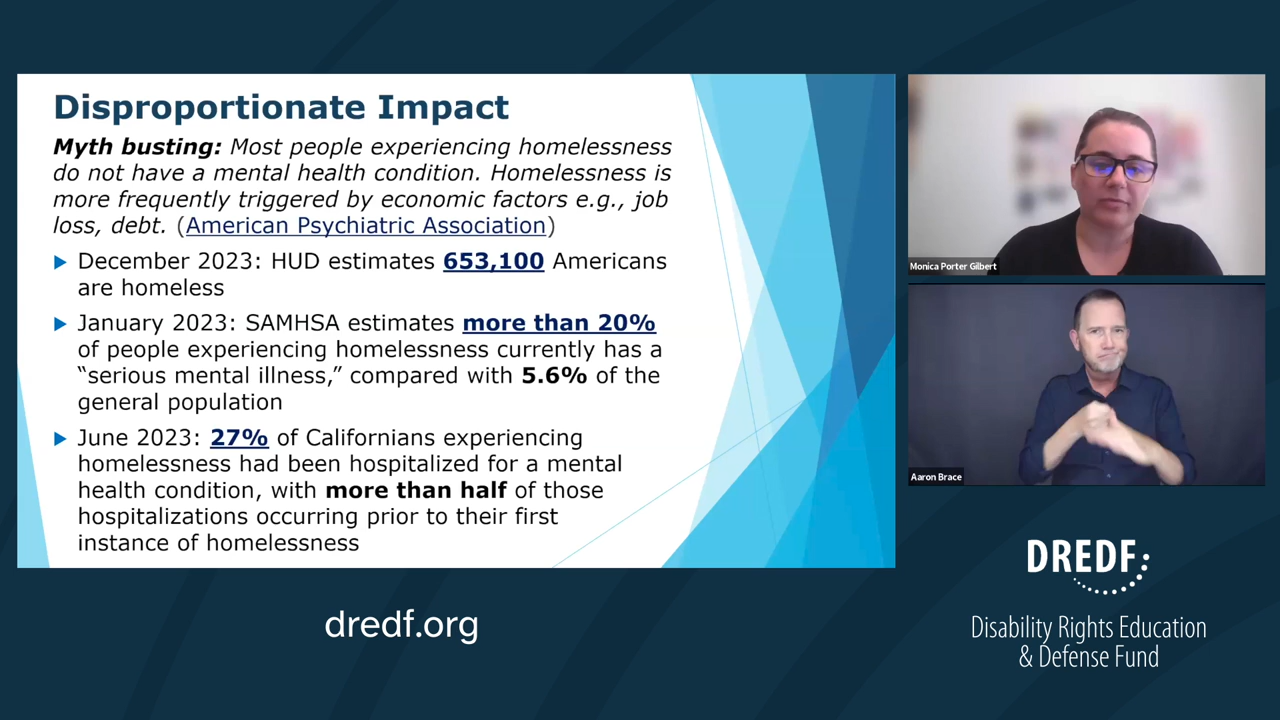 Disproportionate Impact
Myth busting: Most people experiencing homelessness
do not have a mental health condition. Homelessness is
more frequently triggered by economic factors e.g., job
loss, debt. (American Psychiatric Association)
December 2023: HUD estimates 653,100 Americans
are homeless
January 2023: SAMHSA estimates more than 20%
of people experiencing homelessness currently has a
“serious mental illness,” compared with 5.6% of the
general population
June 2023: 27% of Californians experiencing
homelessness had been hospitalized for a mental
health condition, with more than half of those
hospitalizations occurring prior to their first
instance of homelessness
Monica Porter Gilbert
Aaron Brace
dredf.org
DREDF
Disability Rights Education
& Defense Fund